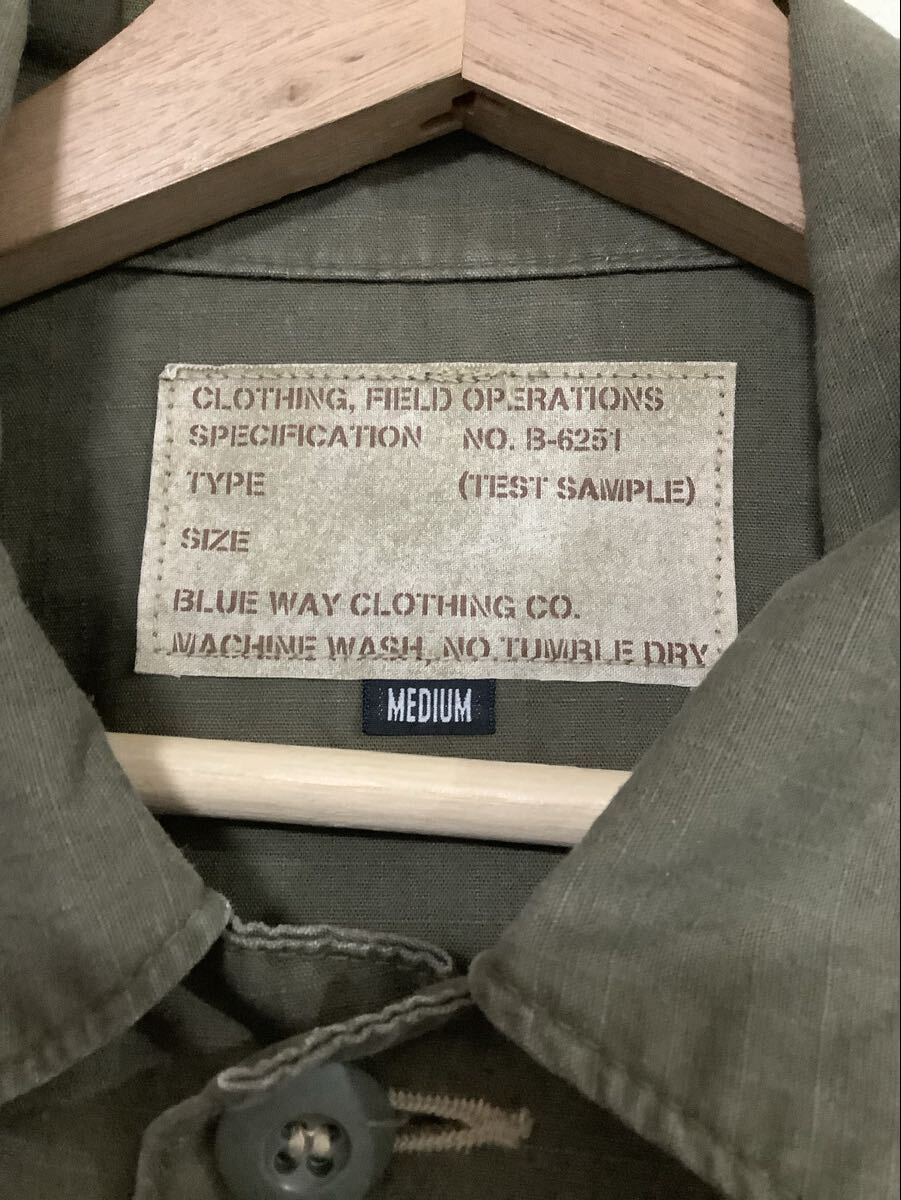 CLOTHING, FIELD OPERATIONS
SPECIFICATION NO. B-6251
TYPE (TEST SAMPLE)
SIZE
BLUE WAY CLOTHING CO.
MACHINE WASH, NO TUMBLE DRY
MEDIUM